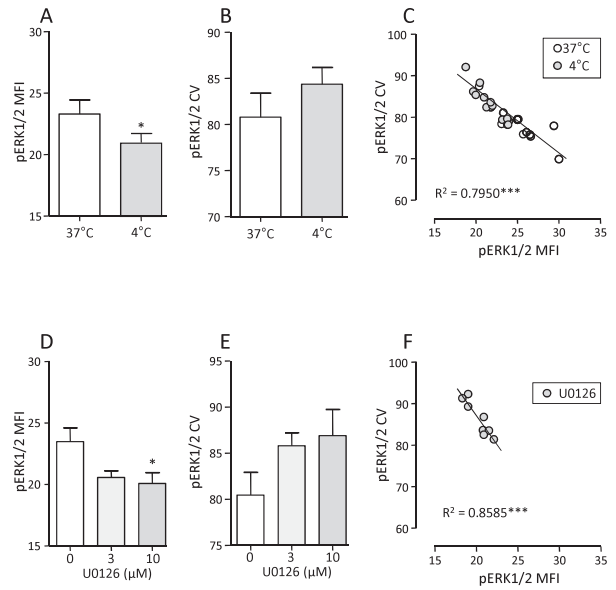 A
pERK1/2 MFI
30
25
20
15
*
37°C
4°C
B
pERK1/2 CV
90
85
80
75
70
37°C
4°C
C
pERK1/2 CV
100
90
80
70
60
37°C
4°C
R² = 0.7950***
15
20
25
30
35
pERK1/2 MFI
D
pERK1/2 MFI
30
25
20
15
*
0
3
10
U0126 (µM)
E
pERK1/2 CV
95
90
85
80
75
0
3
10
U0126 (µM)
F
pERK1/2 CV
100
90
80
70
60
U0126
R² = 0.8585***
15
20
25
30
35
pERK1/2 MFI